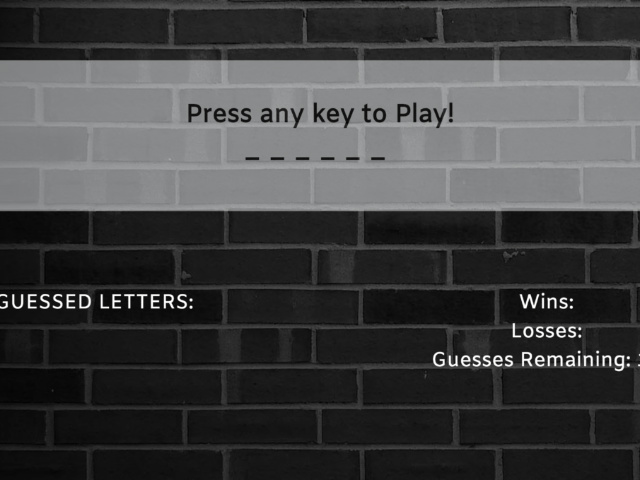 Press any key to Play!
_ _ _ _ _ _
GUESSED LETTERS:
Wins:
Losses:
Guesses Remaining: